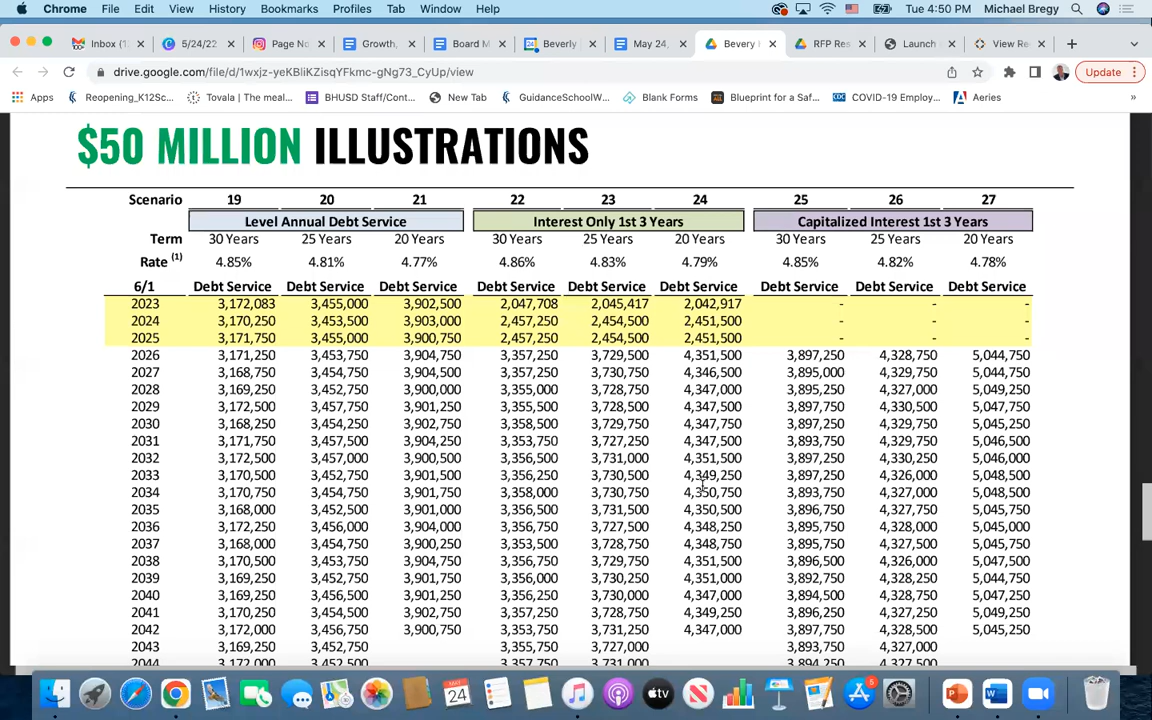 Chrome File Edit View History Bookmarks Profiles Tab Window Help Tue 4:50 PM Michael Bregy
Inbox (1 5/24/22 Page No Growth, Board M Beverly May 24, Bevery H RFP Res Launch View Re
drive.google.com/file/d/1wxjz-yeKBliKZisqYFkmc-gNg73_CyUp/view Update
Apps Reopening_K12Sc... Tovala | The meal... BHUSD Staff/Cont... New Tab GuidanceSchoolW... Blank Forms Blueprint for a Saf... COVID-19 Employ... Aeries »
$50 MILLION ILLUSTRATIONS
Scenario 19 20 21 22 23 24 25 26 27
Level Annual Debt Service Interest Only 1st 3 Years Capitalized Interest 1st 3 Years
Term 30 Years 25 Years 20 Years 30 Years 25 Years 20 Years 30 Years 25 Years 20 Years
Rate (1) 4.85% 4.81% 4.77% 4.86% 4.83% 4.79% 4.85% 4.82% 4.78%
6/1 Debt Service Debt Service Debt Service Debt Service Debt Service Debt Service Debt Service Debt Service Debt Service
2023 3,172,083 3,455,000 3,902,500 2,047,708 2,045,417 2,042,917 - - -
2024 3,170,250 3,453,500 3,903,000 2,457,250 2,454,500 2,451,500 - - -
2025 3,171,750 3,455,000 3,900,750 2,457,250 2,454,500 2,451,500 - - -
2026 3,171,250 3,453,750 3,904,750 3,357,250 3,729,500 4,351,500 3,897,250 4,328,750 5,044,750
2027 3,168,750 3,454,750 3,904,500 3,357,250 3,730,750 4,346,500 3,895,000 4,329,750 5,044,750
2028 3,169,250 3,452,750 3,900,000 3,355,000 3,728,750 4,347,000 3,895,250 4,327,000 5,049,250
2029 3,172,500 3,457,750 3,901,250 3,355,500 3,728,500 4,347,500 3,897,750 4,330,500 5,047,750
2030 3,168,250 3,454,250 3,902,750 3,358,500 3,729,750 4,347,750 3,897,250 4,329,750 5,045,250
2031 3,171,750 3,457,500 3,904,250 3,353,750 3,727,250 4,347,500 3,893,750 4,329,750 5,046,500
2032 3,172,500 3,457,000 3,900,500 3,356,500 3,731,000 4,351,500 3,897,250 4,330,250 5,046,000
2033 3,170,500 3,452,750 3,901,500 3,356,250 3,730,500 4,349,250 3,897,250 4,326,000 5,048,500
2034 3,170,750 3,454,750 3,901,750 3,358,000 3,730,750 4,350,750 3,893,750 4,327,000 5,048,500
2035 3,168,000 3,452,500 3,901,000 3,356,500 3,731,500 4,350,500 3,896,750 4,327,750 5,045,750
2036 3,172,250 3,456,000 3,904,000 3,356,750 3,727,500 4,348,250 3,895,750 4,328,000 5,045,000
2037 3,168,000 3,454,750 3,900,250 3,353,500 3,728,750 4,348,750 3,895,750 4,327,500 5,045,750
2038 3,170,500 3,453,750 3,904,750 3,356,750 3,729,750 4,351,500 3,896,500 4,326,000 5,047,500
2039 3,169,250 3,452,750 3,901,750 3,356,000 3,730,250 4,351,000 3,892,750 4,328,250 5,044,750
2040 3,169,250 3,456,500 3,901,250 3,356,250 3,730,000 4,347,000 3,894,500 4,328,000 5,047,250
2041 3,170,250 3,454,500 3,902,750 3,357,250 3,728,750 4,349,250 3,896,250 4,327,250 5,049,250
2042 3,172,000 3,456,750 3,900,750 3,353,750 3,731,250 4,347,000 3,897,750 4,328,500 5,045,250
2043 3,169,250 3,452,750 3,355,750 3,727,000 3,893,750 4,327,000
2044 3,172,000 3,452,500 3,357,750 3,731,000 3,894,250 4,327,500
MAY
24
5